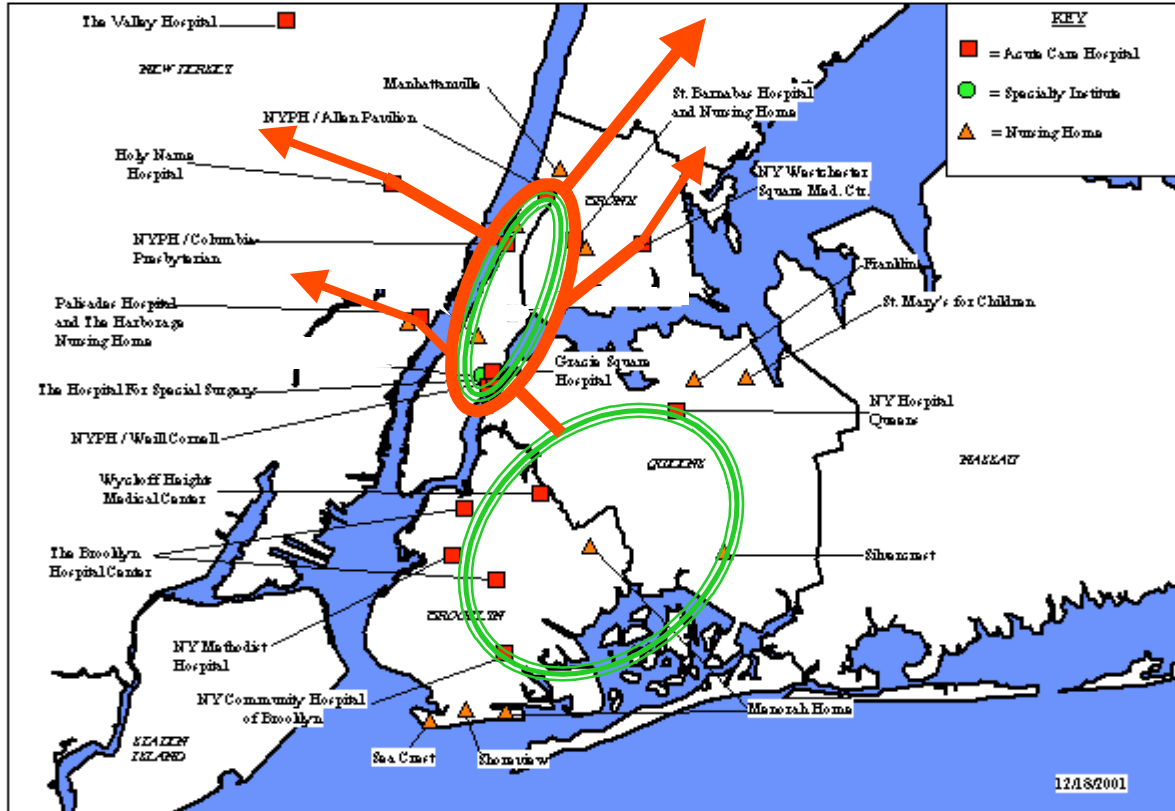 The Valley Hospital
NEW JERSEY
Manhattanville
NYPH / Allen Pavilion
St. Barnabas Hospital
and Nursing Home
KEY
= Acute Care Hospital
= Specialty Institute
= Nursing Home
Holy Name
Hospital
NY Westchester
Square Med. Ctr.
BRONX
NYPH / Columbia
Presbyterian
Franklin
St. Mary's for Children
Palisades Hospital
and The Harborage
Nursing Home
Gracie Square
Hospital
The Hospital For Special Surgery
NY Hospital
Queens
NYPH / Weill Cornell
QUEENS
NASSAU
Wyckoff Heights
Medical Center
The Brooklyn
Hospital Center
Silvercrest
BROOKLYN
NY Methodist
Hospital
NY Community Hospital
of Brooklyn
Menorah Home
STATEN
ISLAND
Sea Crest
Shoreview
12/18/2001